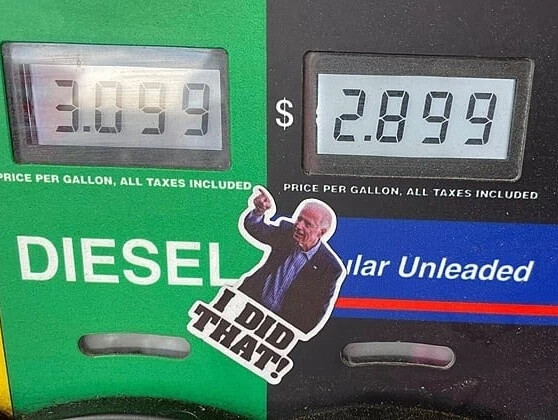 3.099
$ 2.899
PRICE PER GALLON, ALL TAXES INCLUDED
PRICE PER GALLON, ALL TAXES INCLUDED
DIESEL
ular Unleaded
I DID
THAT!